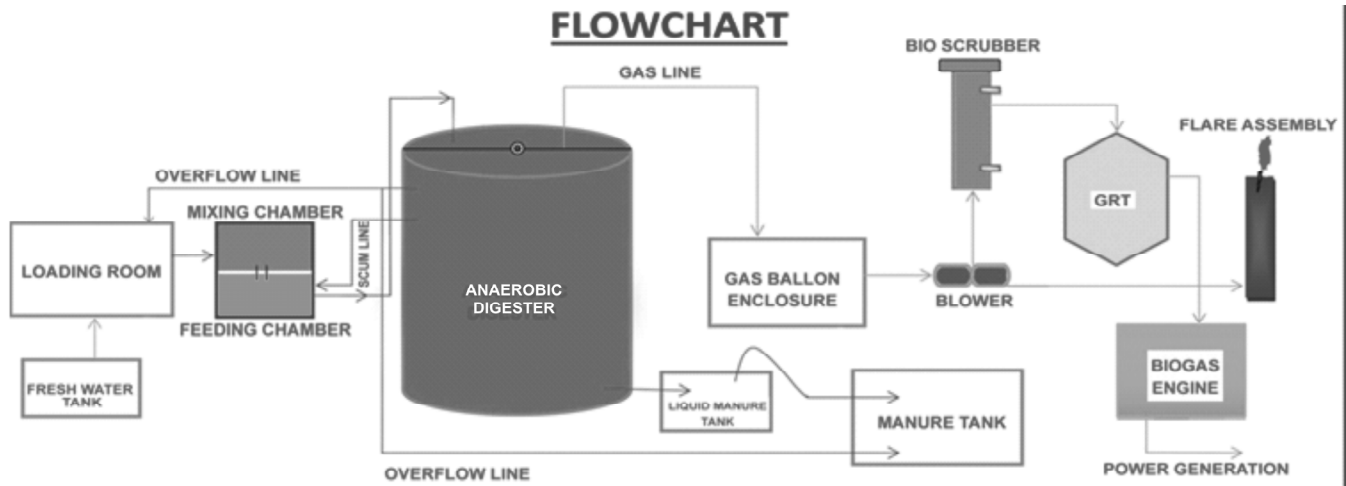 FLOWCHART
BIO SCRUBBER
GAS LINE
FLARE ASSEMBLY
OVERFLOW LINE
MIXING CHAMBER
SCUN LINE
GRT
LOADING ROOM
ANAEROBIC
DIGESTER
GAS BALLON
ENCLOSURE
BLOWER
FEEDING CHAMBER
FRESH WATER
TANK
BIOGAS
ENGINE
LIQUID MANURE
TANK
MANURE TANK
OVERFLOW LINE
POWER GENERATION